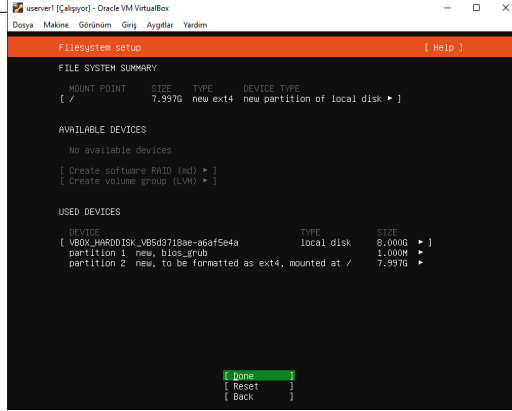 userver1 [Çalışıyor] - Oracle VM VirtualBox
Dosya Makine Görünüm Giriş Aygıtlar Yardım
Filesystem setup [ Help ]
FILE SYSTEM SUMMARY
MOUNT POINT SIZE TYPE DEVICE TYPE
[ / 7.997G new ext4 new partition of local disk ▸ ]
AVAILABLE DEVICES
No available devices
[ Create software RAID (md) ▸ ]
[ Create volume group (LVM) ▸ ]
USED DEVICES
DEVICE TYPE SIZE
[ VBOX_HARDDISK_VB5d3718ae-a6af5e4a local disk 8.000G ▸ ]
partition 1 new, bios_grub 1.000M ▸
partition 2 new, to be formatted as ext4, mounted at / 7.997G ▸
[ Done ]
[ Reset ]
[ Back ]